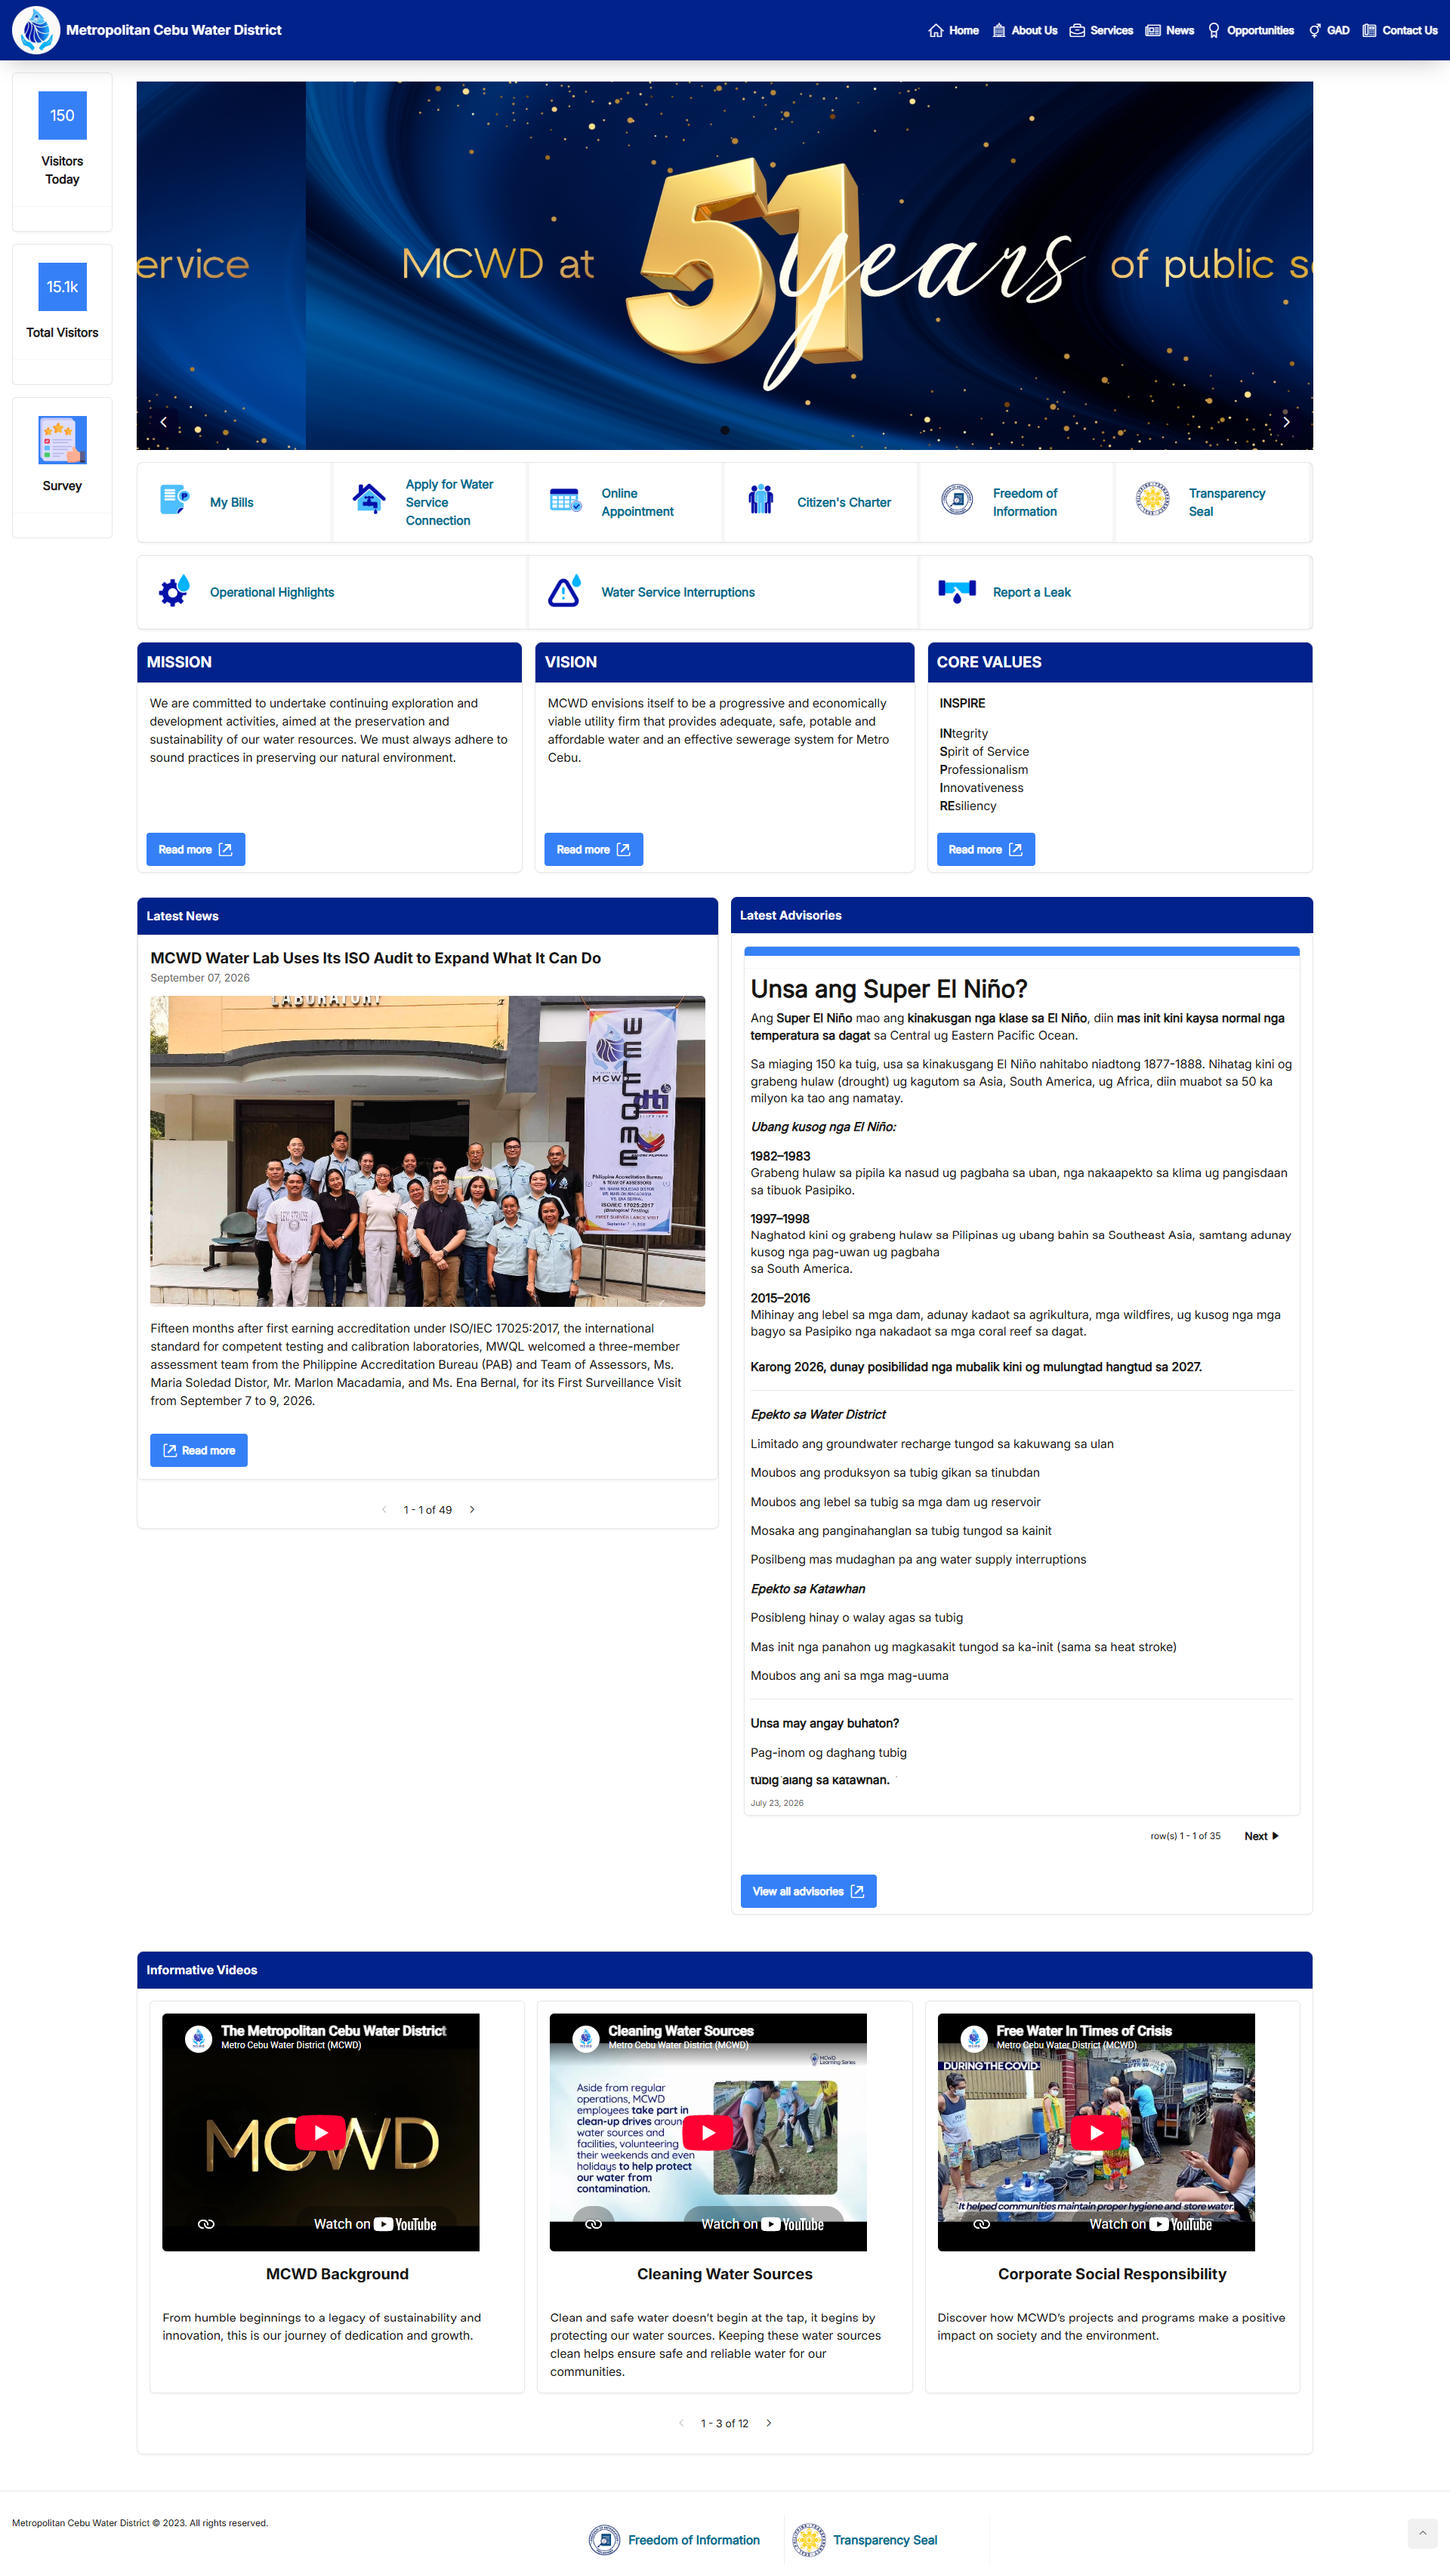 Metropolitan Cebu Water District
Home
About Us
Services
News
Opportunities
GAD
Contact Us
150
Visitors
Today
15.1k
Total Visitors
Survey
ervice
MCWD at 51 years of public s
My Bills
Apply for Water
Service
Connection
Online
Appointment
Citizen's Charter
Freedom of
Information
Transparency
Seal
Operational Highlights
Water Service Interruptions
Report a Leak
MISSION
We are committed to undertake continuing exploration and
development activities, aimed at the preservation and
sustainability of our water resources. We must always adhere to
sound practices in preserving our natural environment.
Read more
VISION
MCWD envisions itself to be a progressive and economically
viable utility firm that provides adequate, safe, potable and
affordable water and an effective sewerage system for Metro
Cebu.
Read more
CORE VALUES
INSPIRE
INtegrity
Spirit of Service
Professionalism
Innovativeness
REsiliency
Read more
Latest News
MCWD Water Lab Uses Its ISO Audit to Expand What It Can Do
September 07, 2026
LABORATORY
WELCOME
MCWD
dti
Philippine Accreditation Bureau
& TEAM OF ASSESSORS
ISO/IEC 17025:2017
FIRST SURVEILLANCE VISIT
Fifteen months after first earning accreditation under ISO/IEC 17025:2017, the international
standard for competent testing and calibration laboratories, MWQL welcomed a three-member
assessment team from the Philippine Accreditation Bureau (PAB) and Team of Assessors, Ms.
Maria Soledad Distor, Mr. Marlon Macadamia, and Ms. Ena Bernal, for its First Surveillance Visit
from September 7 to 9, 2026.
Read more
1 - 1 of 49
Latest Advisories
Unsa ang Super El Niño?
Ang Super El Niño mao ang kinakusgan nga klase sa El Niño, diin mas init kini kaysa normal nga
temperatura sa dagat sa Central ug Eastern Pacific Ocean.
Sa miaging 150 ka tuig, usa sa kinakusgang El Niño nahitabo niadtong 1877-1888. Nihatag kini og
grabeng hulaw (drought) ug kagutom sa Asia, South America, ug Africa, diin muabot sa 50 ka
milyon ka tao ang namatay.
Ubang kusog nga El Niño:
1982–1983
Grabeng hulaw sa pipila ka nasud ug pagbaha sa uban, nga nakaapekto sa klima ug pangisdaan
sa tibuok Pasipiko.
1997–1998
Naghatod kini og grabeng hulaw sa Pilipinas ug ubang bahin sa Southeast Asia, samtang adunay
kusog nga pag-uwan ug pagbaha
sa South America.
2015–2016
Mihinay ang lebel sa mga dam, adunay kadaot sa agrikultura, mga wildfires, ug kusog nga mga
bagyo sa Pasipiko nga nakadaot sa mga coral reef sa dagat.
Karong 2026, dunay posibilidad nga mubalik kini og mulungtad hangtud sa 2027.
Epekto sa Water District
Limitado ang groundwater recharge tungod sa kakuwang sa ulan
Moubos ang produksyon sa tubig gikan sa tinubdan
Moubos ang lebel sa tubig sa mga dam ug reservoir
Mosaka ang panginahanglan sa tubig tungod sa kainit
Posilbeng mas mudaghan pa ang water supply interruptions
Epekto sa Katawhan
Posibleng hinay o walay agas sa tubig
Mas init nga panahon ug magkasakit tungod sa ka-init (sama sa heat stroke)
Moubos ang ani sa mga mag-uuma
Unsa may angay buhaton?
Pag-inom og daghang tubig
tubig alang sa katawhan.
July 23, 2026
row(s) 1 - 1 of 35
Next
View all advisories
Informative Videos
The Metropolitan Cebu Water District
Metro Cebu Water District (MCWD)
MCWD
Watch on YouTube
MCWD Background
From humble beginnings to a legacy of sustainability and
innovation, this is our journey of dedication and growth.
Cleaning Water Sources
Metro Cebu Water District (MCWD)
MCWD
Learning Series
Aside from regular
operations, MCWD
employees take part in
clean-up drives around
water sources and
facilities, volunteering
their weekends and even
holidays to help protect
our water from
contamination.
Watch on YouTube
Cleaning Water Sources
Clean and safe water doesn't begin at the tap, it begins by
protecting our water sources. Keeping these water sources
clean helps ensure safe and reliable water for our
communities.
Free Water In Times of Crisis
Metro Cebu Water District (MCWD)
DURING THE COVID
It helped communities maintain proper hygiene and store water.
Watch on YouTube
Corporate Social Responsibility
Discover how MCWD's projects and programs make a positive
impact on society and the environment.
1 - 3 of 12
Metropolitan Cebu Water District © 2023. All rights reserved.
Freedom of Information
Transparency Seal